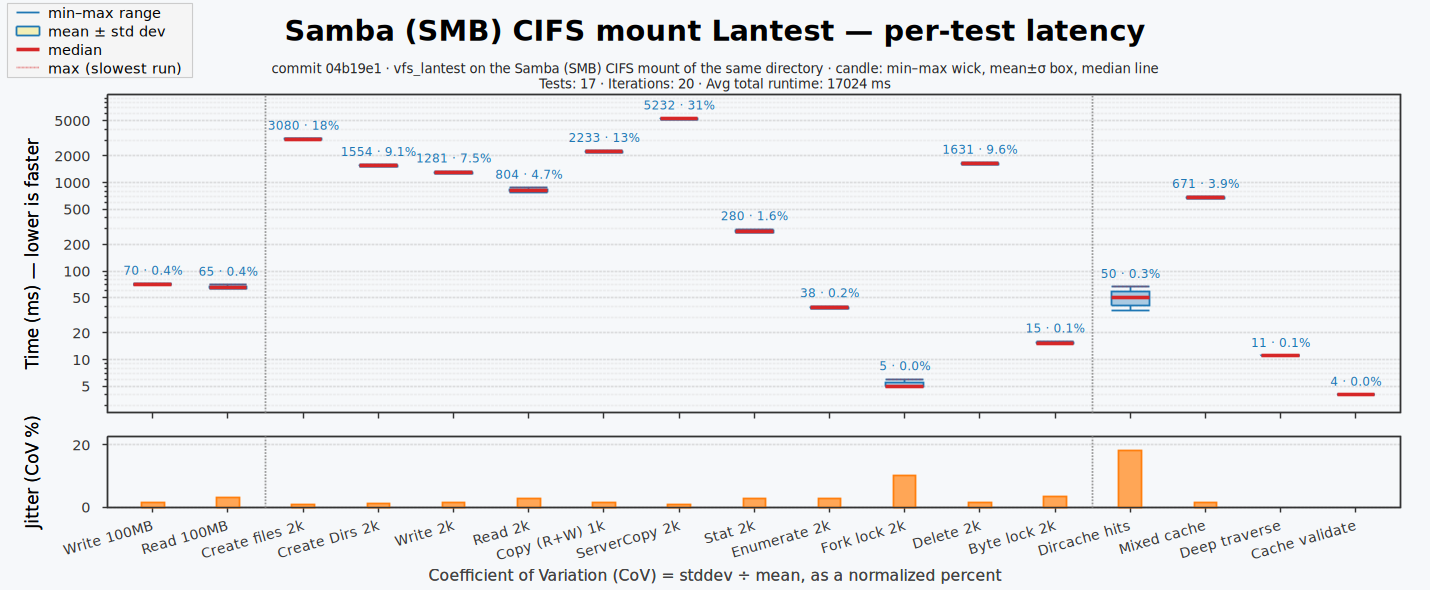 min–max range
mean ± std dev
median
max (slowest run)
Samba (SMB) CIFS mount Lantest — per-test latency
commit 04b19e1 · vfs_lantest on the Samba (SMB) CIFS mount of the same directory · candle: min–max wick, mean±σ box, median line
Tests: 17 · Iterations: 20 · Avg total runtime: 17024 ms
Time (ms) — lower is faster
5000
2000
1000
500
200
100
50
20
10
5
70 · 0.4%
65 · 0.4%
3080 · 18%
1554 · 9.1%
1281 · 7.5%
804 · 4.7%
2233 · 13%
5232 · 31%
280 · 1.6%
38 · 0.2%
5 · 0.0%
1631 · 9.6%
15 · 0.1%
50 · 0.3%
671 · 3.9%
11 · 0.1%
4 · 0.0%
Jitter (CoV %)
20
0
Write 100MB
Read 100MB
Create files 2k
Create Dirs 2k
Write 2k
Read 2k
Copy (R+W) 1k
ServerCopy 2k
Stat 2k
Enumerate 2k
Fork lock 2k
Delete 2k
Byte lock 2k
Dircache hits
Mixed cache
Deep traverse
Cache validate
Coefficient of Variation (CoV) = stddev ÷ mean, as a normalized percent